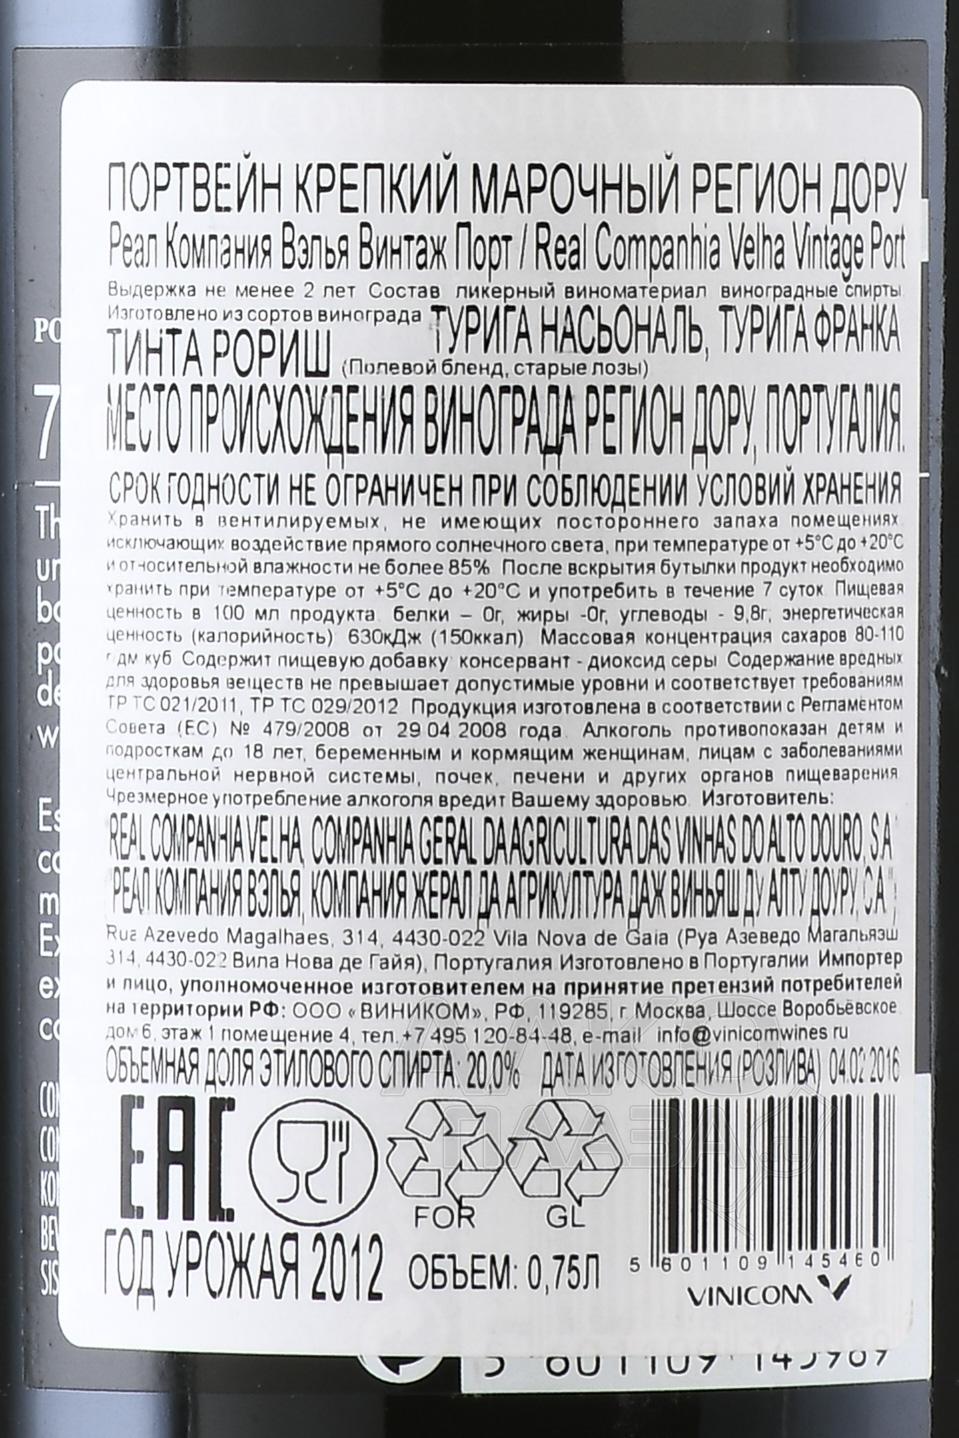 ПОРТВЕЙН КРЕПКИЙ МАРОЧНЫЙ РЕГИОН ДОРУ
Реал Компания Вэлья Винтаж Порт / Real Companhia Velha Vintage Port
Выдержка не менее 2 лет Состав ликерный виноматериал виноградные спирты
Изготовлено из сортов винограда ТУРИГА НАСЬОНАЛЬ, ТУРИГА ФРАНКА
ТИНТА РОРИШ (Полевой бленд, старые лозы)
МЕСТО ПРОИСХОЖДЕНИЯ ВИНОГРАДА РЕГИОН ДОРУ, ПОРТУГАЛИЯ.
СРОК ГОДНОСТИ НЕ ОГРАНИЧЕН ПРИ СОБЛЮДЕНИИ УСЛОВИЙ ХРАНЕНИЯ
Хранить в вентилируемых, не имеющих постороннего запаха помещениях
исключающих воздействие прямого солнечного света, при температуре от +5°С до +20°С
и относительной влажности не более 85% После вскрытия бутылки продукт необходимо
хранить при температуре от +5°С до +20°С и употребить в течение 7 суток Пищевая
ценность в 100 мл продукта белки – 0г, жиры -0г, углеводы - 9,8г, энергетическая
ценность (калорийность) 630кДж (150ккал) Массовая концентрация сахаров 80-110
г дм куб Содержит пищевую добавку консервант - диоксид серы Содержание вредных
для здоровья веществ не превышает допустимые уровни и соответствует требованиям
ТР ТС 021/2011, ТР ТС 029/2012 Продукция изготовлена в соответствии с Регламентом
Совета (ЕС) № 479/2008 от 29 04 2008 года Алкоголь противопоказан детям и
подросткам до 18 лет, беременным и кормящим женщинам, лицам с заболеваниями
центральной нервной системы, почек, печени и других органов пищеварения
Чрезмерное употребление алкоголя вредит Вашему здоровью Изготовитель:
REAL COMPANHIA VELHA, COMPANHIA GERAL DA AGRICULTURA DAS VINHAS DO ALTO DOURO, S.A
"РЕАЛ КОМПАНИЯ ВЭЛЬЯ, КОМПАНИЯ ЖЕРАЛ ДА АГРИКУЛТУРА ДАЖ ВИНЬЯШ ДУ АЛТУ ДОУРУ, С.А.",
Rua Azevedo Magalhaes, 314, 4430-022 Vila Nova de Gaia (Руа Азеведо Магальяэш
314, 4430-022 Вила Нова де Гайя), Португалия Изготовлено в Португалии Импортер
и лицо, уполномоченное изготовителем на принятие претензий потребителей
на территории РФ: ООО «ВИНИКОМ», РФ, 119285, г Москва, Шоссе Воробьёвское
дом 6, этаж 1 помещение 4, тел.+7 495 120-84-48, e-mail info@vinicomwines ru
ОБЪЕМНАЯ ДОЛЯ ЭТИЛОВОГО СПИРТА: 20,0% ДАТА ИЗГОТОВЛЕНИЯ (РОЗЛИВА) 04.02 2016
EAC
FOR GL
5 601109 145460
ГОД УРОЖАЯ 2012 ОБЪЕМ: 0,75Л
VINICOM
5 601109 145989